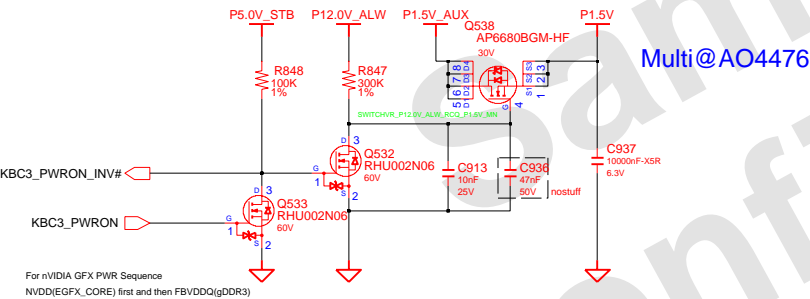 P5.0V_STB P12.0V_ALW P1.5V_AUX P1.5V
Q538
AP6680BGM-HF
30V
Multi@AO4476
R848
100K
1%
R847
300K
1%
8 D4
7 D3
6 D2
5 D1
S3 3
S2 2
S1 1
G 4
SWITCHVR_P12.0V_ALW_RCQ_P1.6V_MN
D 3
Q532
RHU002N06
60V
G 1
S 2
C913
10nF
25V
C936
47nF
50V
nostuff
C937
10000nF-X5R
6.3V
KBC3_PWRON_INV#
D 3
Q533
RHU002N06
60V
G 1
S 2
KBC3_PWRON
For nVIDIA GFX PWR Sequence
NVDD(EGFX_CORE) first and then FBVDDQ(gDDR3)